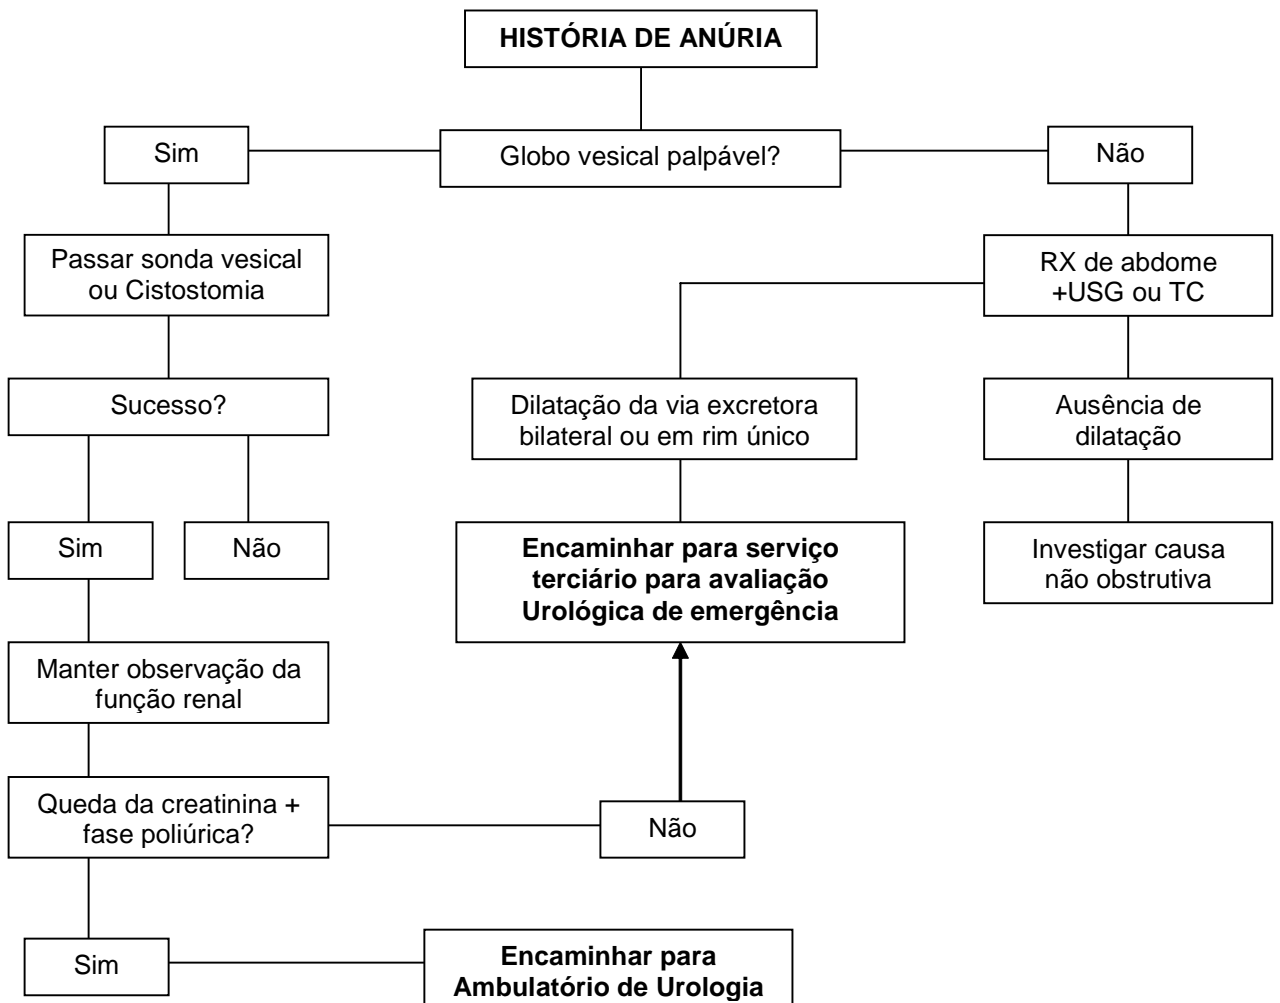 HISTÓRIA DE ANÚRIA
Sim
Globo vesical palpável?
Não
Passar sonda vesical
ou Cistostomia
RX de abdome
+USG ou TC
Sucesso?
Dilatação da via excretora
bilateral ou em rim único
Ausência de
dilatação
Sim
Não
Encaminhar para serviço
terciário para avaliação
Urológica de emergência
Investigar causa
não obstrutiva
Manter observação da
função renal
Queda da creatinina +
fase poliúrica?
Não
Sim
Encaminhar para
Ambulatório de Urologia